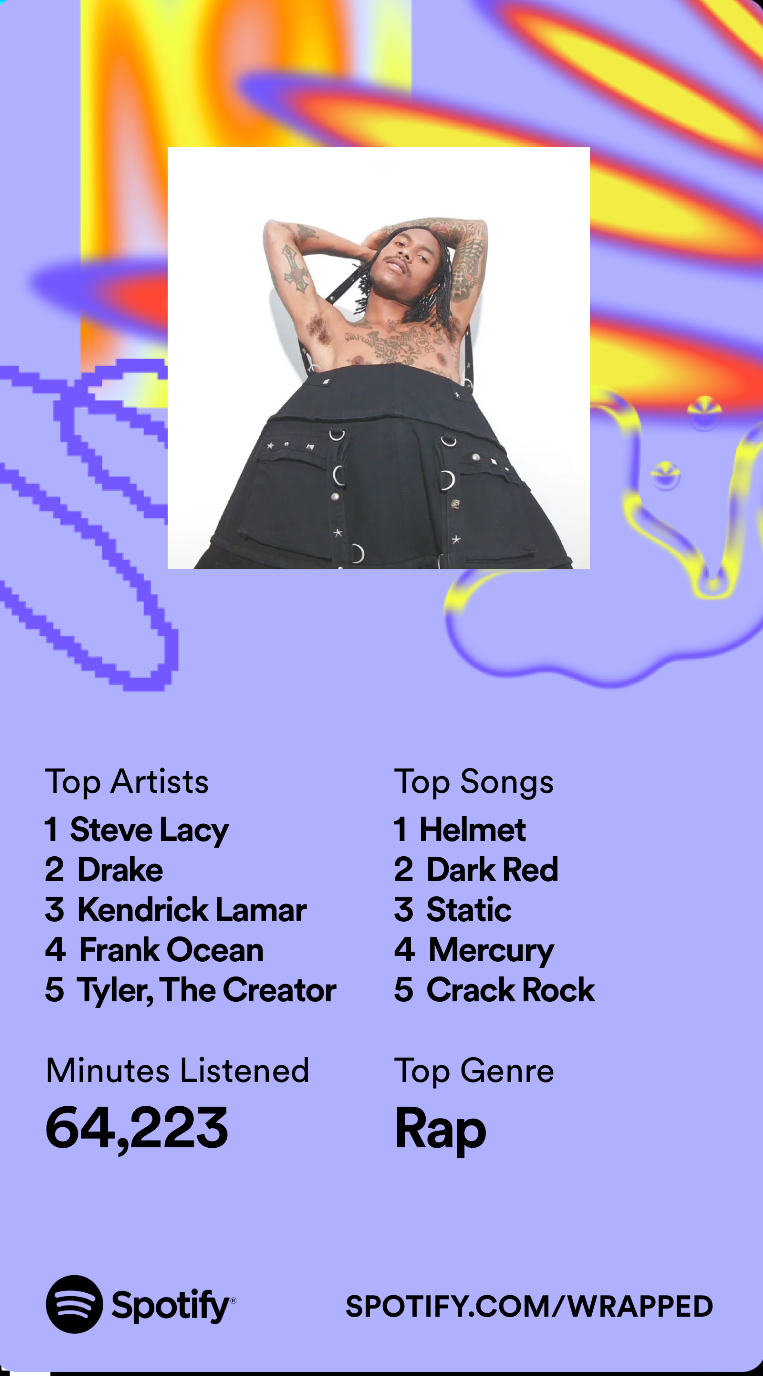 Top Artists
1 Steve Lacy
2 Drake
3 Kendrick Lamar
4 Frank Ocean
5 Tyler, The Creator
Top Songs
1 Helmet
2 Dark Red
3 Static
4 Mercury
5 Crack Rock
Minutes Listened
64,223
Top Genre
Rap
Spotify®
SPOTIFY.COM/WRAPPED